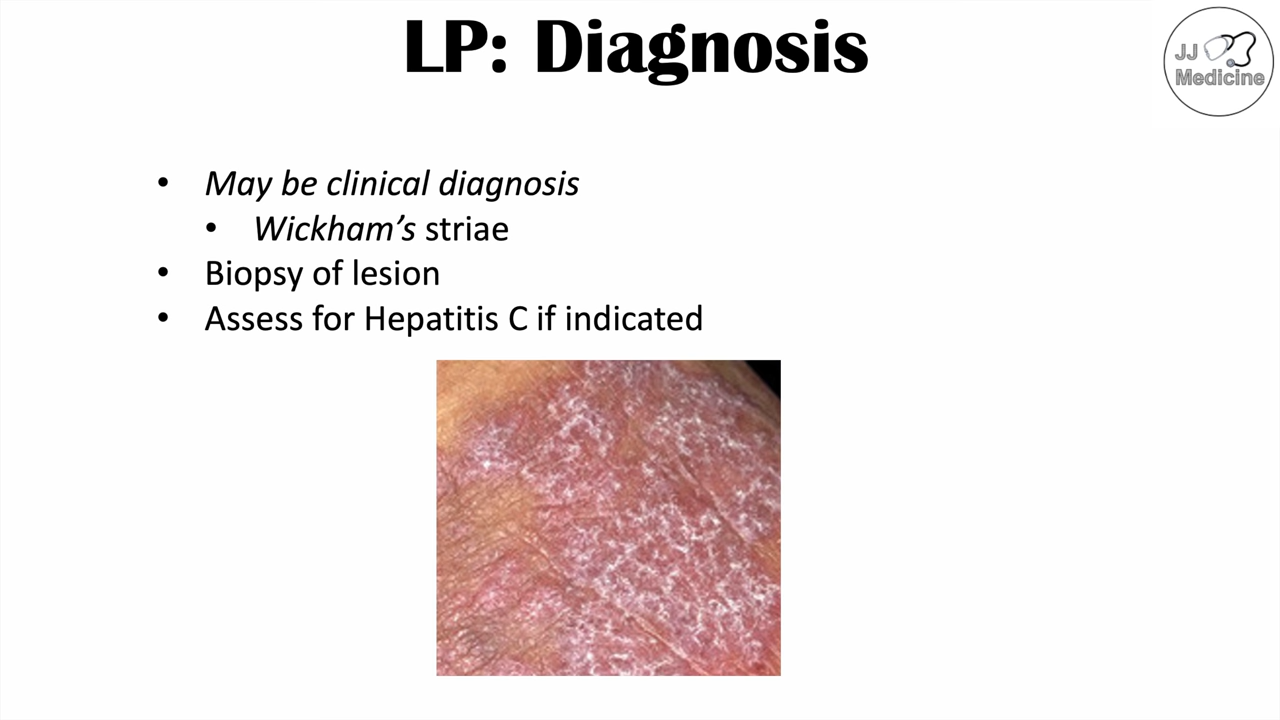 LP: Diagnosis
JJ
Medicine
• May be clinical diagnosis
• Wickham’s striae
• Biopsy of lesion
• Assess for Hepatitis C if indicated